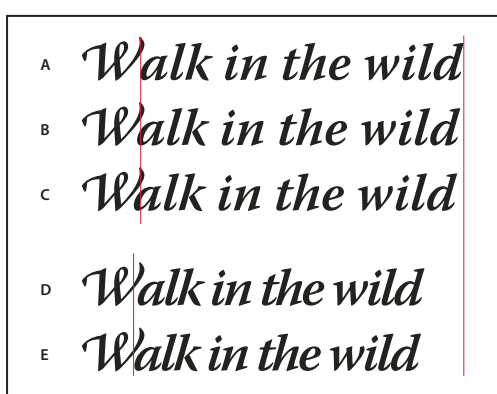 A Walk in the wild
B Walk in the wild
C Walk in the wild
D Walk in the wild
E Walk in the wild